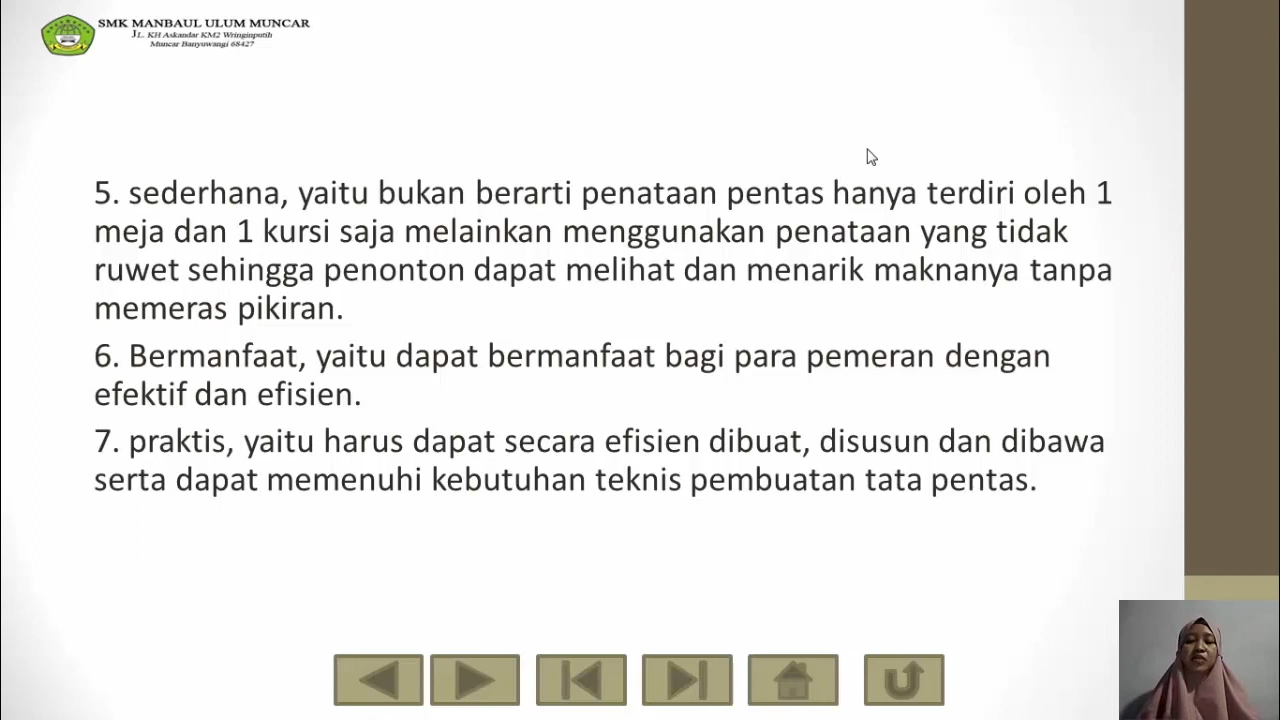 SMK MANBAUL ULUM MUNCAR
JL. KH Askandar KM2 Wringinputih
Muncar Banyuwangi 68427
5. sederhana, yaitu bukan berarti penataan pentas hanya terdiri oleh 1
meja dan 1 kursi saja melainkan menggunakan penataan yang tidak
ruwet sehingga penonton dapat melihat dan menarik maknanya tanpa
memeras pikiran.
6. Bermanfaat, yaitu dapat bermanfaat bagi para pemeran dengan
efektif dan efisien.
7. praktis, yaitu harus dapat secara efisien dibuat, disusun dan dibawa
serta dapat memenuhi kebutuhan teknis pembuatan tata pentas.